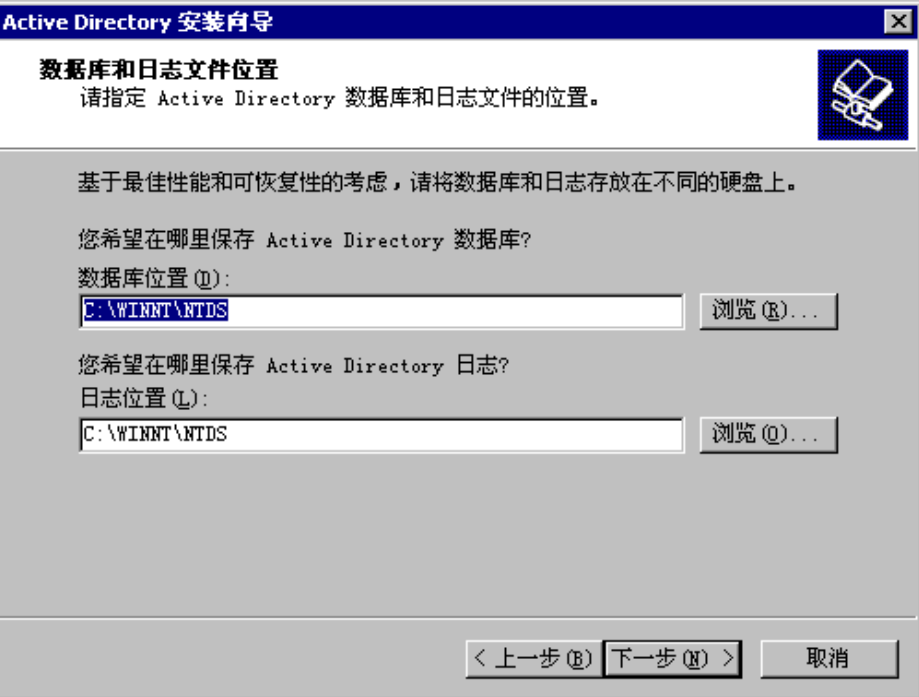 Active Directory 安装向导
数据库和日志文件位置
请指定 Active Directory 数据库和日志文件的位置。
基于最佳性能和可恢复性的考虑，请将数据库和日志存放在不同的硬盘上。
您希望在哪里保存 Active Directory 数据库?
数据库位置(D):
C:\WINNT\NTDS
浏览(R)...
您希望在哪里保存 Active Directory 日志?
日志位置(L):
C:\WINNT\NTDS
浏览(O)...
< 上一步(B) 下一步(N) > 取消